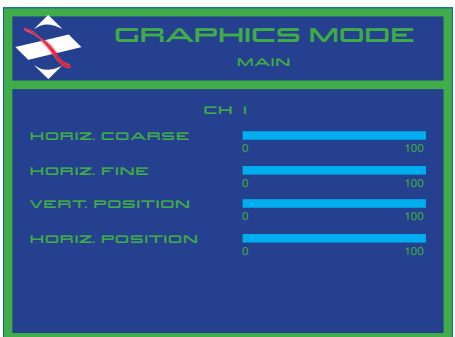 GRAPHICS MODE
MAIN
CH 1
HORIZ. COARSE
0 100
HORIZ. FINE
0 100
VERT. POSITION
0 100
HORIZ. POSITION
0 100